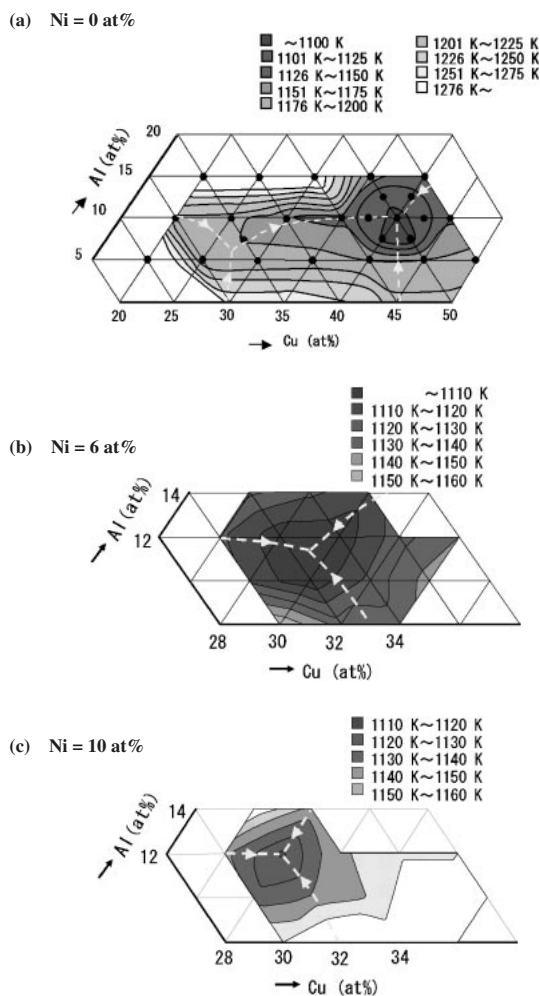 (a) Ni = 0 at%
~1100 K
1101 K~1125 K
1126 K~1150 K
1151 K~1175 K
1176 K~1200 K
1201 K~1225 K
1226 K~1250 K
1251 K~1275 K
1276 K~
20
15
10
5
Al (at%)
20 25 30 35 40 45 50
Cu (at%)
(b) Ni = 6 at%
~1110 K
1110 K~1120 K
1120 K~1130 K
1130 K~1140 K
1140 K~1150 K
1150 K~1160 K
14
12
Al (at%)
28 30 32 34
Cu (at%)
(c) Ni = 10 at%
1110 K~1120 K
1120 K~1130 K
1130 K~1140 K
1140 K~1150 K
1150 K~1160 K
14
12
Al (at%)
28 30 32 34
Cu (at%)